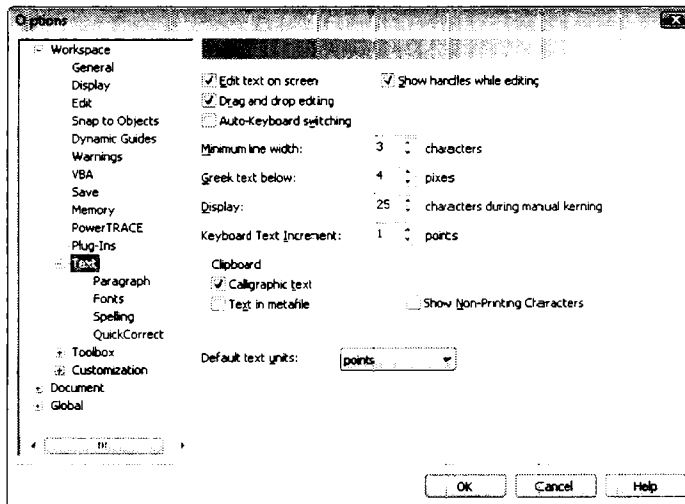 Options
Workspace
General
Display
Edit
Snap to Objects
Dynamic Guides
Warnings
VBA
Save
Memory
PowerTRACE
Plug-Ins
Text
Paragraph
Fonts
Spelling
QuickCorrect
Toolbox
Customization
Document
Global
Edit text on screen
Show handles while editing
Drag and drop editing
Auto-Keyboard switching
Minimum line width: 3 characters
Greek text below: 4 pixes
Display: 25 characters during manual kerning
Keyboard Text Increment: 1 points
Clipboard
Calligraphic text
Text in metafile
Show Non-Printing Characters
Default text units: points
OK Cancel Help